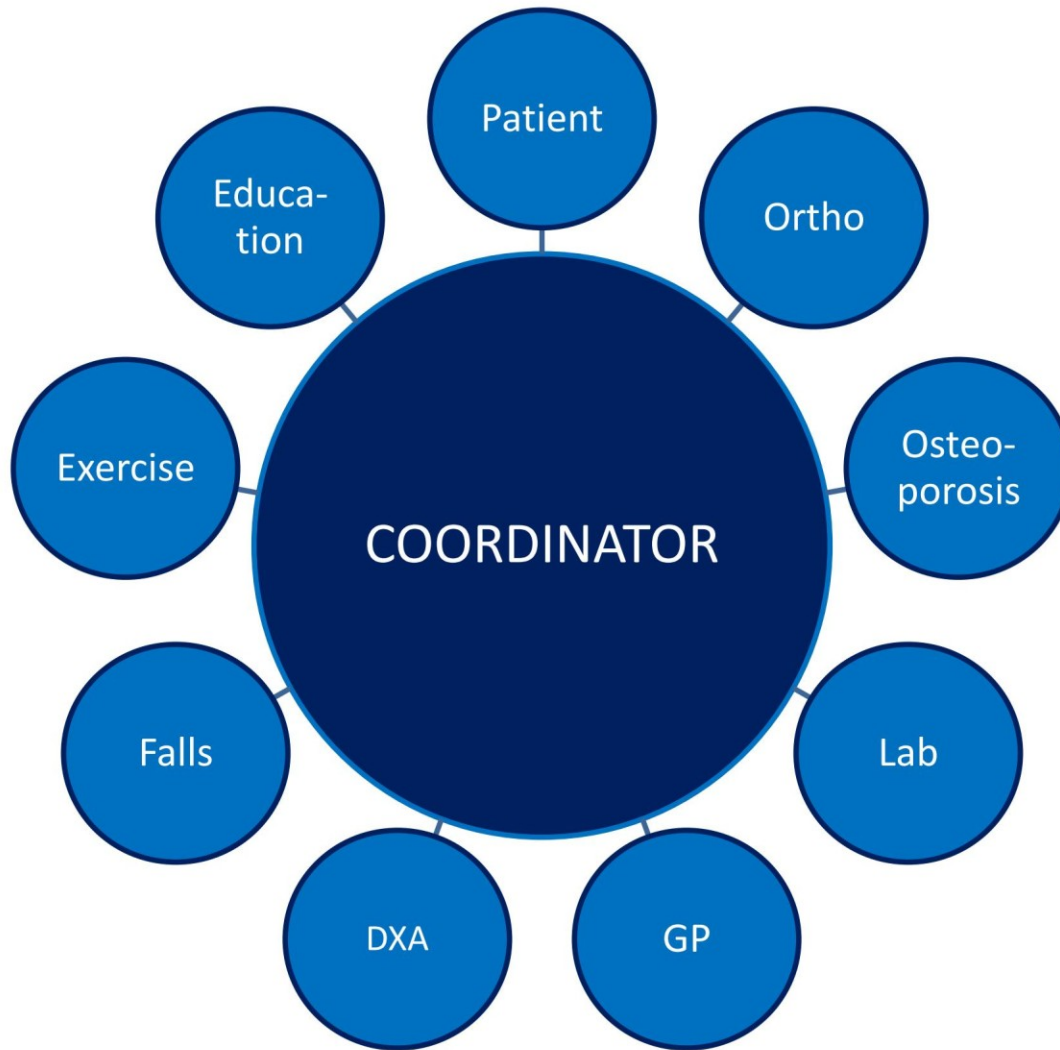 Patient
Ortho
Osteo-
porosis
Lab
GP
DXA
Falls
Exercise
Educa-
tion
COORDINATOR